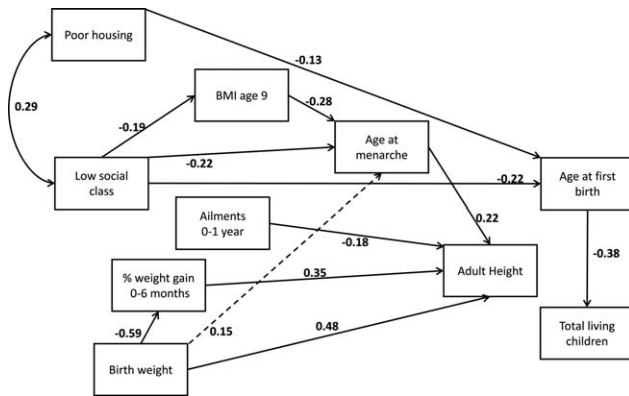 Poor housing
-0.13
BMI age 9
-0.28
0.29
-0.19
Age at
menarche
-0.22
Low social
class
-0.22
Age at first
birth
Ailments
0-1 year
0.22
-0.18
-0.38
% weight gain
0-6 months
0.35
Adult Height
-0.59
0.15
0.48
Total living
children
Birth weight